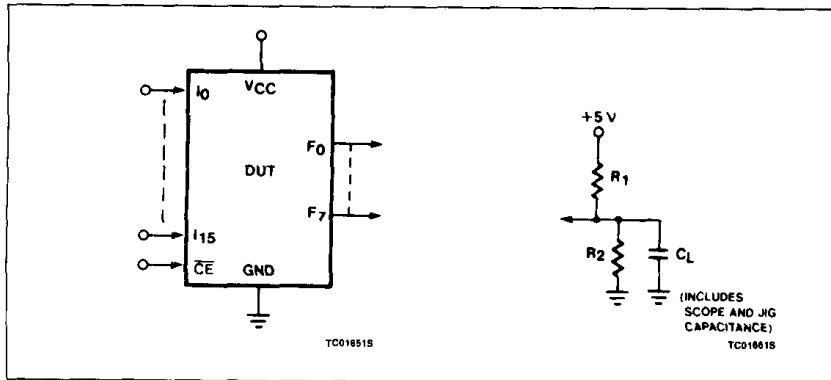 VCC
I0
F0
DUT
F7
I15
CE
GND
TC01651S
+5 V
R1
R2
CL
(INCLUDES
SCOPE AND JIG
CAPACITANCE)
TC01661S